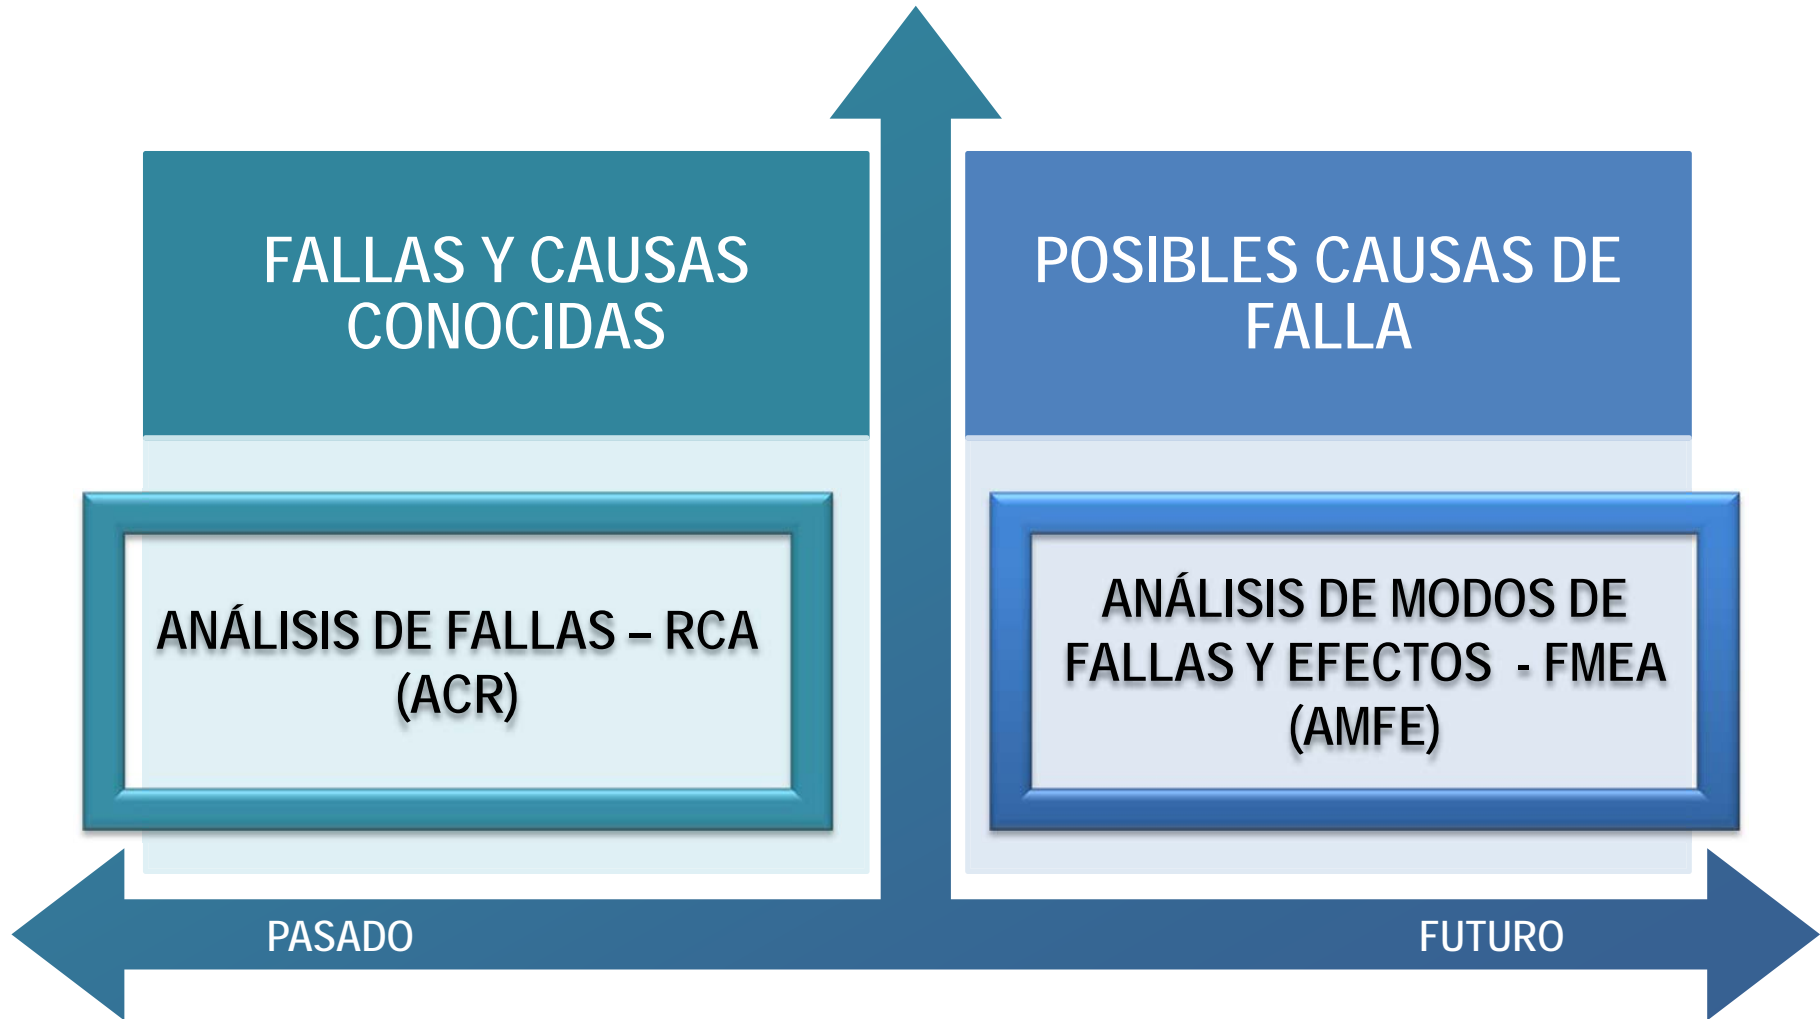 FALLAS Y CAUSAS
CONOCIDAS
POSIBLES CAUSAS DE
FALLA
ANÁLISIS DE FALLAS – RCA
(ACR)
ANÁLISIS DE MODOS DE
FALLAS Y EFECTOS - FMEA
(AMFE)
PASADO
FUTURO